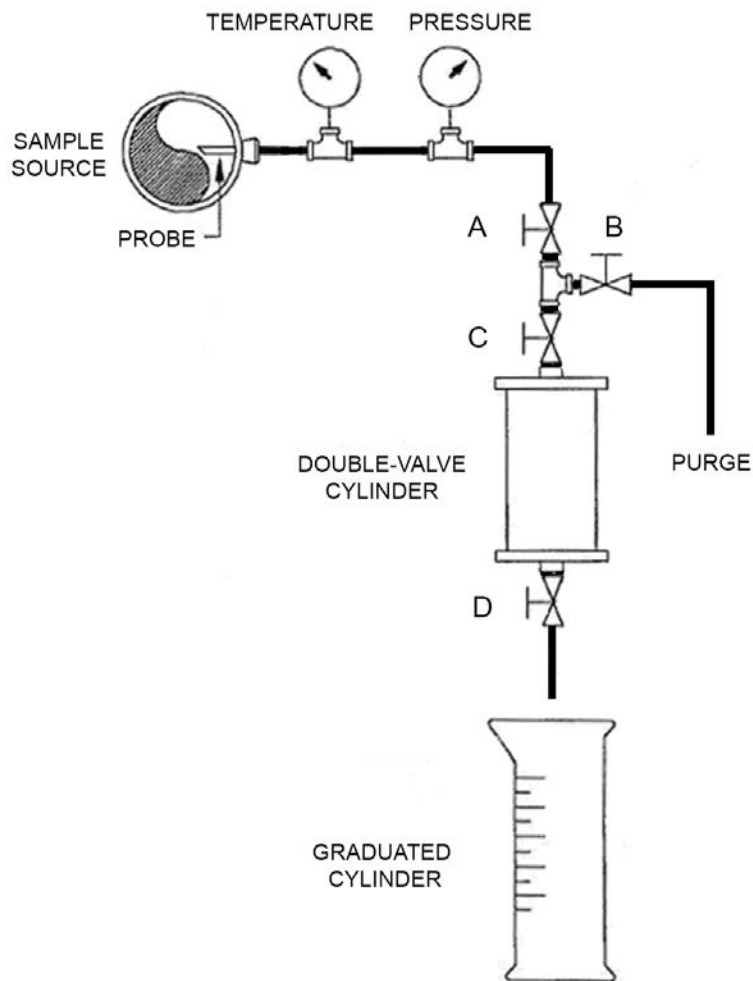 TEMPERATURE
PRESSURE
SAMPLE
SOURCE
PROBE
A
B
C
DOUBLE-VALVE
CYLINDER
PURGE
D
GRADUATED
CYLINDER